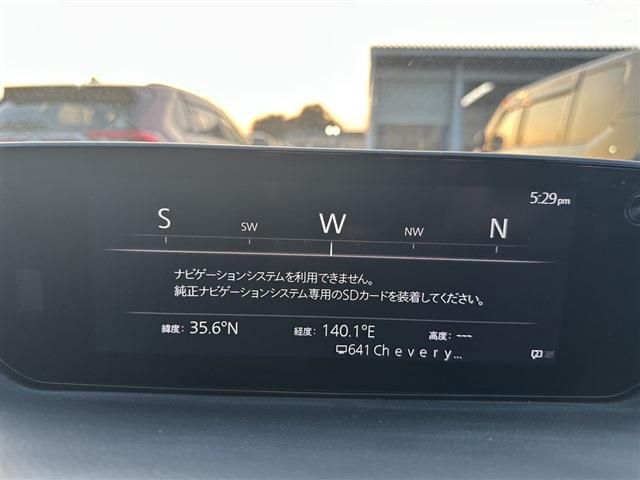 5:29pm
S SW W NW N
ナビゲーションシステムを利用できません。
純正ナビゲーションシステム専用のSDカードを装着してください。
緯度: 35.6°N 経度: 140.1°E 高度: ---
641Ch e v e r y...